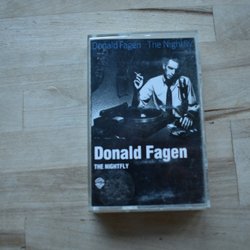 Donald Fagen The Nightfly
Donald Fagen
THE NIGHTFLY